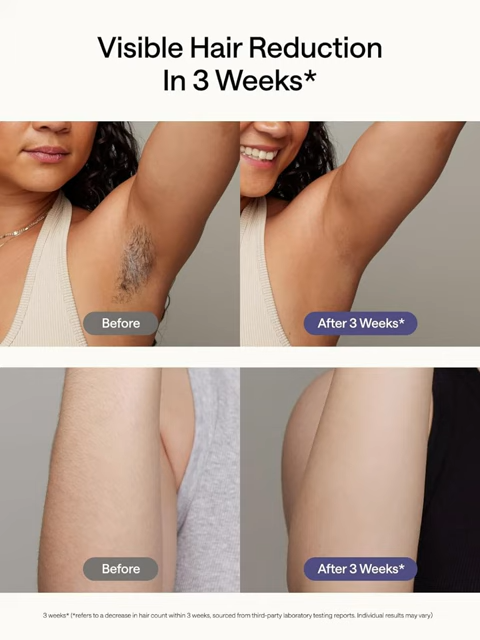 Visible Hair Reduction
In 3 Weeks*
Before
After 3 Weeks*
Before
After 3 Weeks*
3 weeks* (*refers to a decrease in hair count within 3 weeks, sourced from third-party laboratory testing reports. Individual results may vary)